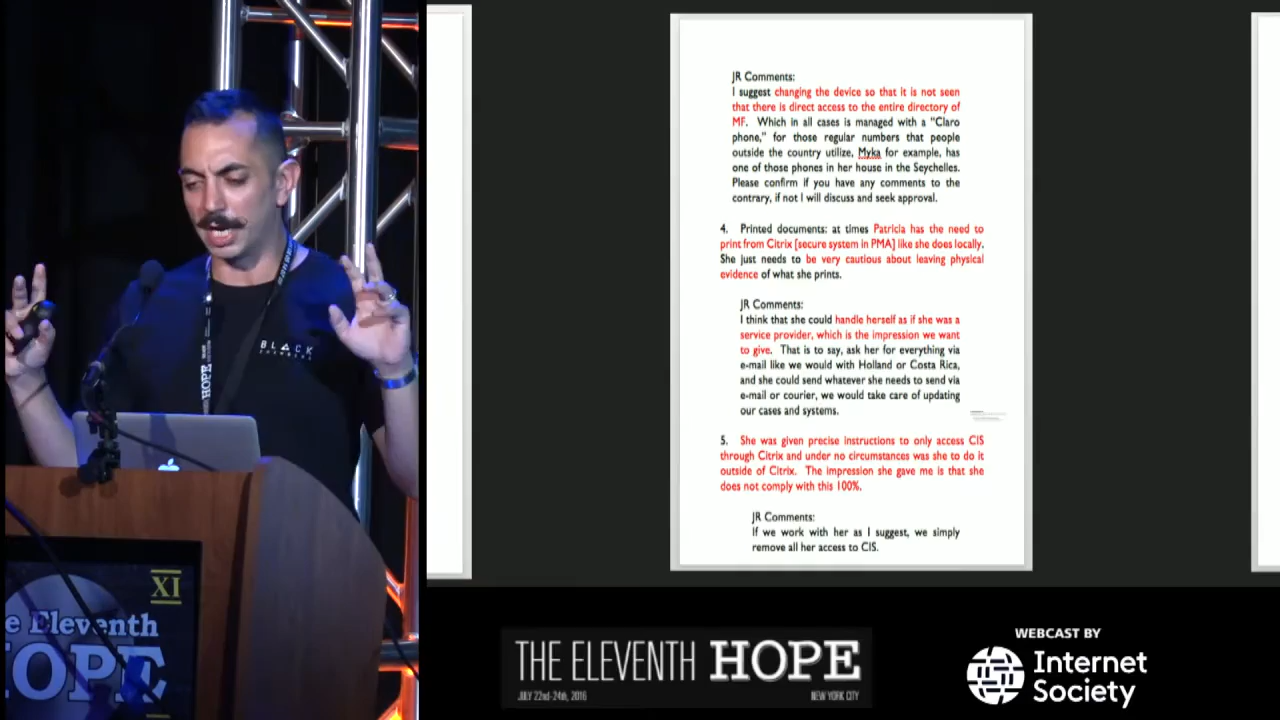 BLACK
HOPE
XI
e Eleventh
HOPE
JR Comments:
I suggest changing the device so that it is not seen
that there is direct access to the entire directory of
MF. Which in all cases is managed with a "Claro
phone," for those regular numbers that people
outside the country utilize, Myka for example, has
one of those phones in her house in the Seychelles.
Please confirm if you have any comments to the
contrary, if not I will discuss and seek approval.
4. Printed documents: at times Patricia has the need to
print from Citrix [secure system in PMA] like she does locally.
She just needs to be very cautious about leaving physical
evidence of what she prints.
JR Comments:
I think that she could handle herself as if she was a
service provider, which is the impression we want
to give. That is to say, ask her for everything via
e-mail like we would with Holland or Costa Rica,
and she could send whatever she needs to send via
e-mail or courier, we would take care of updating
our cases and systems.
5. She was given precise instructions to only access CIS
through Citrix and under no circumstances was she to do it
outside of Citrix. The impression she gave me is that she
does not comply with this 100%.
JR Comments:
If we work with her as I suggest, we simply
remove all her access to CIS.
THE ELEVENTH HOPE
JULY 22nd-24th, 2016 NEW YORK CITY
WEBCAST BY
Internet
Society